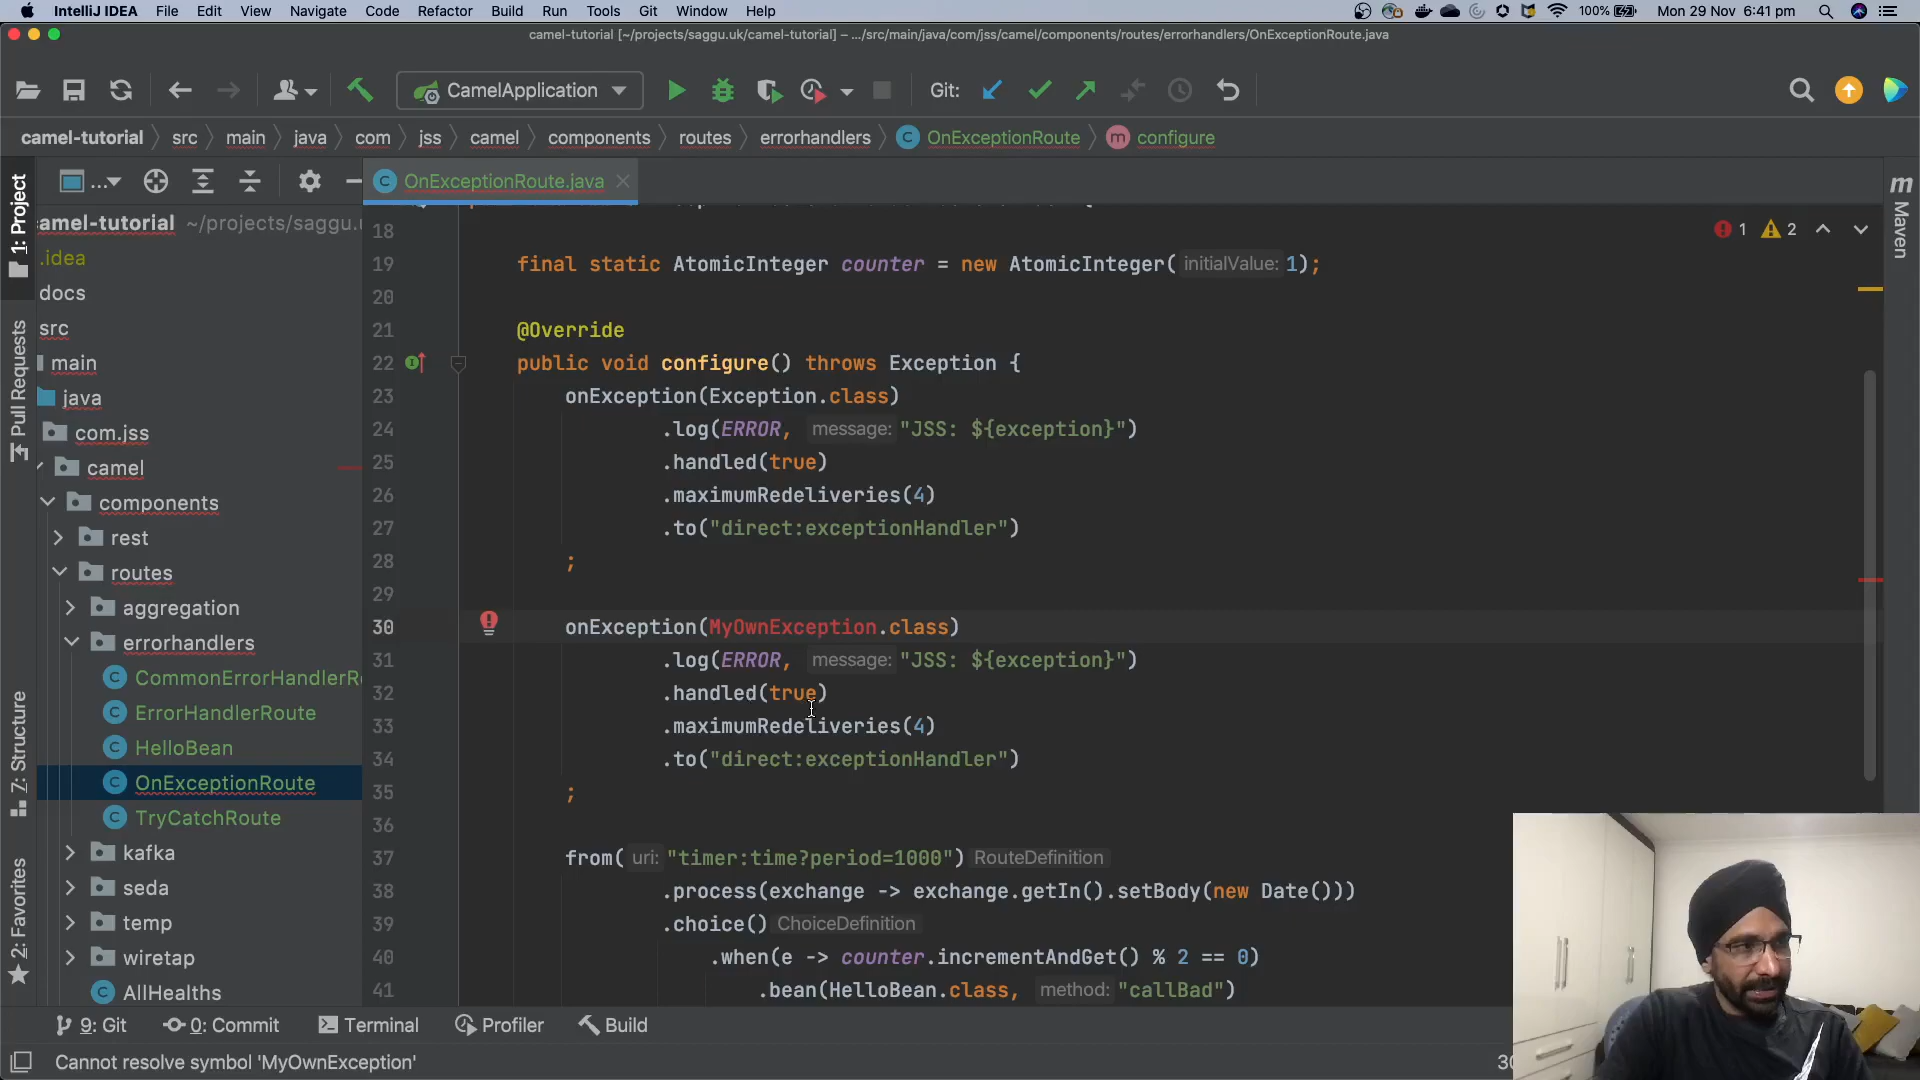 IntelliJ IDEA File Edit View Navigate Code Refactor Build Run Tools Git Window Help 100% Mon 29 Nov 6:41 pm
camel-tutorial [~/projects/saggu.uk/camel-tutorial] – .../src/main/java/com/jss/camel/components/routes/errorhandlers/OnExceptionRoute.java
CamelApplication Git:
camel-tutorial src main java com jss camel components routes errorhandlers C OnExceptionRoute m configure
1: Project
Pull Requests
7: Structure
2: Favorites
... C OnExceptionRoute.java
amel-tutorial ~/projects/saggu.
.idea
docs
src
main
java
com.jss
camel
components
rest
routes
aggregation
errorhandlers
C CommonErrorHandlerR
C ErrorHandlerRoute
C HelloBean
C OnExceptionRoute
C TryCatchRoute
kafka
seda
temp
wiretap
C AllHealths
m Maven
1 2
18
19 final static AtomicInteger counter = new AtomicInteger( initialValue: 1);
20
21 @Override
22 public void configure() throws Exception {
23 onException(Exception.class)
24 .log(ERROR, message: "JSS: ${exception}")
25 .handled(true)
26 .maximumRedeliveries(4)
27 .to("direct:exceptionHandler")
28 ;
29
30 onException(MyOwnException.class)
31 .log(ERROR, message: "JSS: ${exception}")
32 .handled(true)
33 .maximumRedeliveries(4)
34 .to("direct:exceptionHandler")
35 ;
36
37 from( uri: "timer:time?period=1000") RouteDefinition
38 .process(exchange -> exchange.getIn().setBody(new Date()))
39 .choice() ChoiceDefinition
40 .when(e -> counter.incrementAndGet() % 2 == 0)
41 .bean(HelloBean.class, method: "callBad")
9: Git 0: Commit Terminal Profiler Build
Cannot resolve symbol 'MyOwnException'